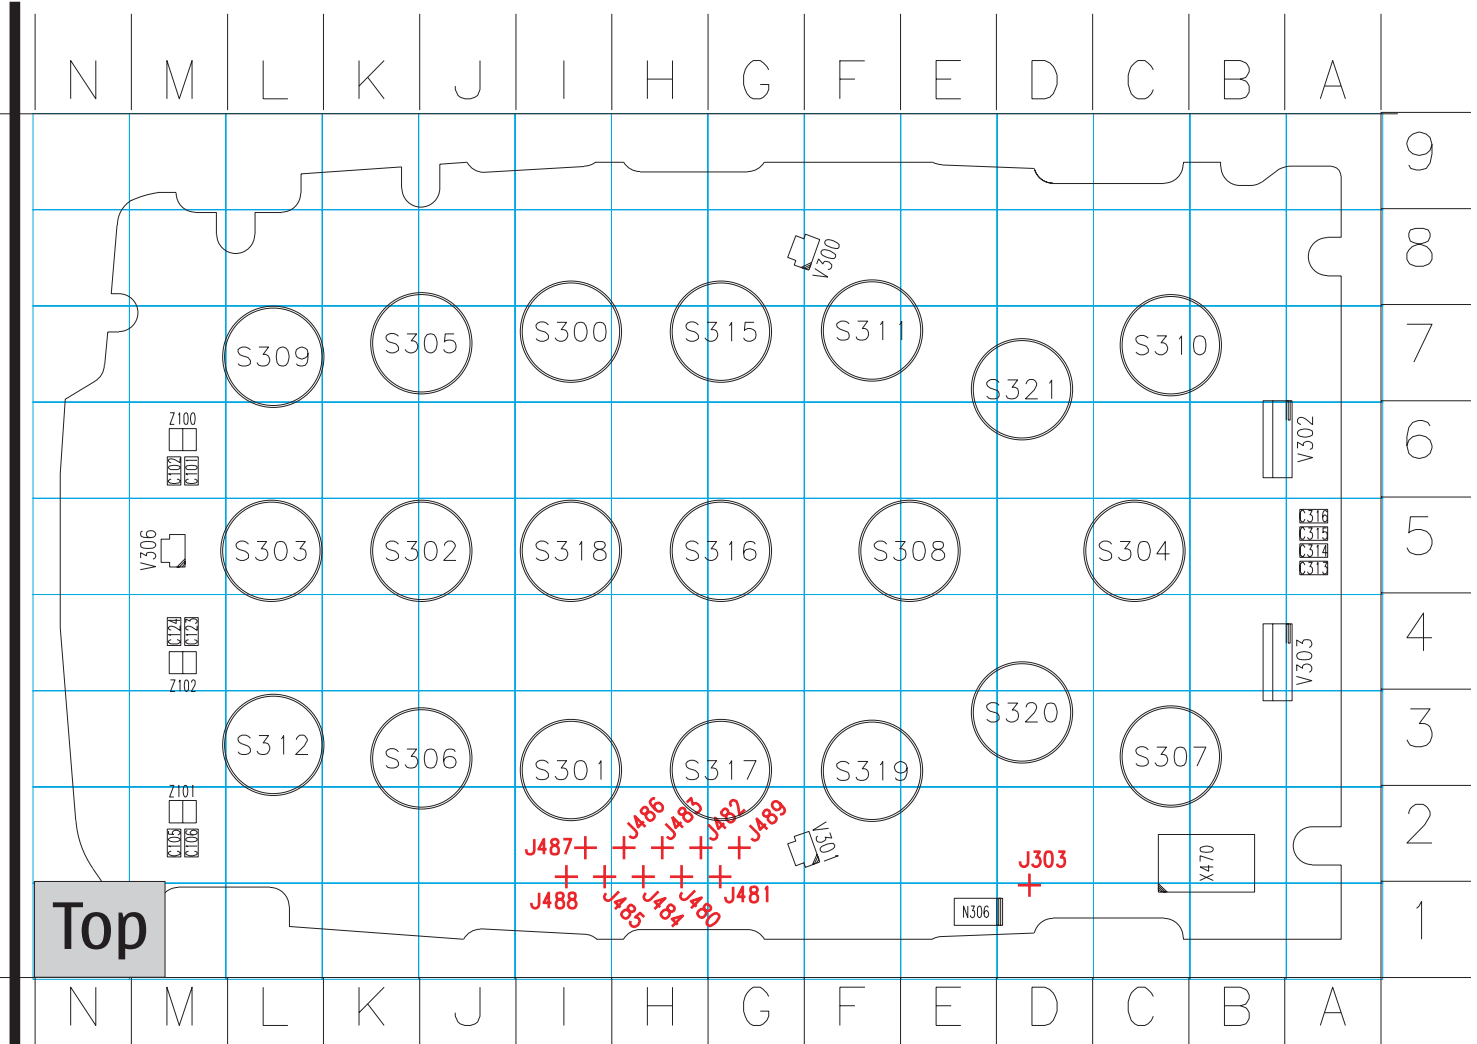 N M L K J I H G F E D C B A
9
8
V300
7
S309 S305 S300 S315 S311 S321 S310
6
Z100
C102 C101
V302
5
V306
S303 S302 S318 S316 S308 S304
C316
C315
C314
C313
4
C124 C123
Z102
V303
3
S312 S306 S301 S317 S319 S320 S307
2
Z101
C105 C106
J487 J486 J483 J482 J489
V301
J303
X470
1
J488 J485 J484 J480 J481
N306
Top
N M L K J I H G F E D C B A